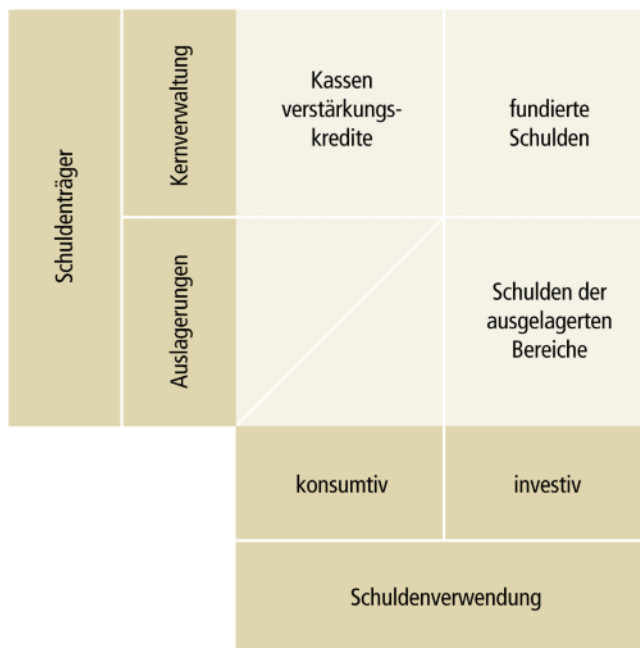 Schuldenträger
Kernverwaltung
Kassen
verstärkungs-
kredite
fundierte
Schulden
Auslagerungen
Schulden der
ausgelagerten
Bereiche
konsumtiv
investiv
Schuldenverwendung